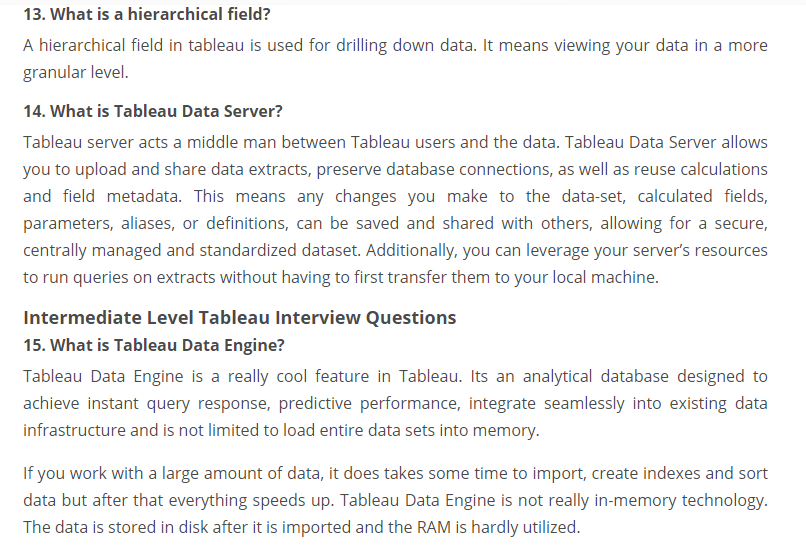 13. What is a hierarchical field?
A hierarchical field in tableau is used for drilling down data. It means viewing your data in a more
granular level.
14. What is Tableau Data Server?
Tableau server acts a middle man between Tableau users and the data. Tableau Data Server allows
you to upload and share data extracts, preserve database connections, as well as reuse calculations
and field metadata. This means any changes you make to the data-set, calculated fields,
parameters, aliases, or definitions, can be saved and shared with others, allowing for a secure,
centrally managed and standardized dataset. Additionally, you can leverage your server’s resources
to run queries on extracts without having to first transfer them to your local machine.
Intermediate Level Tableau Interview Questions
15. What is Tableau Data Engine?
Tableau Data Engine is a really cool feature in Tableau. Its an analytical database designed to
achieve instant query response, predictive performance, integrate seamlessly into existing data
infrastructure and is not limited to load entire data sets into memory.
If you work with a large amount of data, it does takes some time to import, create indexes and sort
data but after that everything speeds up. Tableau Data Engine is not really in-memory technology.
The data is stored in disk after it is imported and the RAM is hardly utilized.